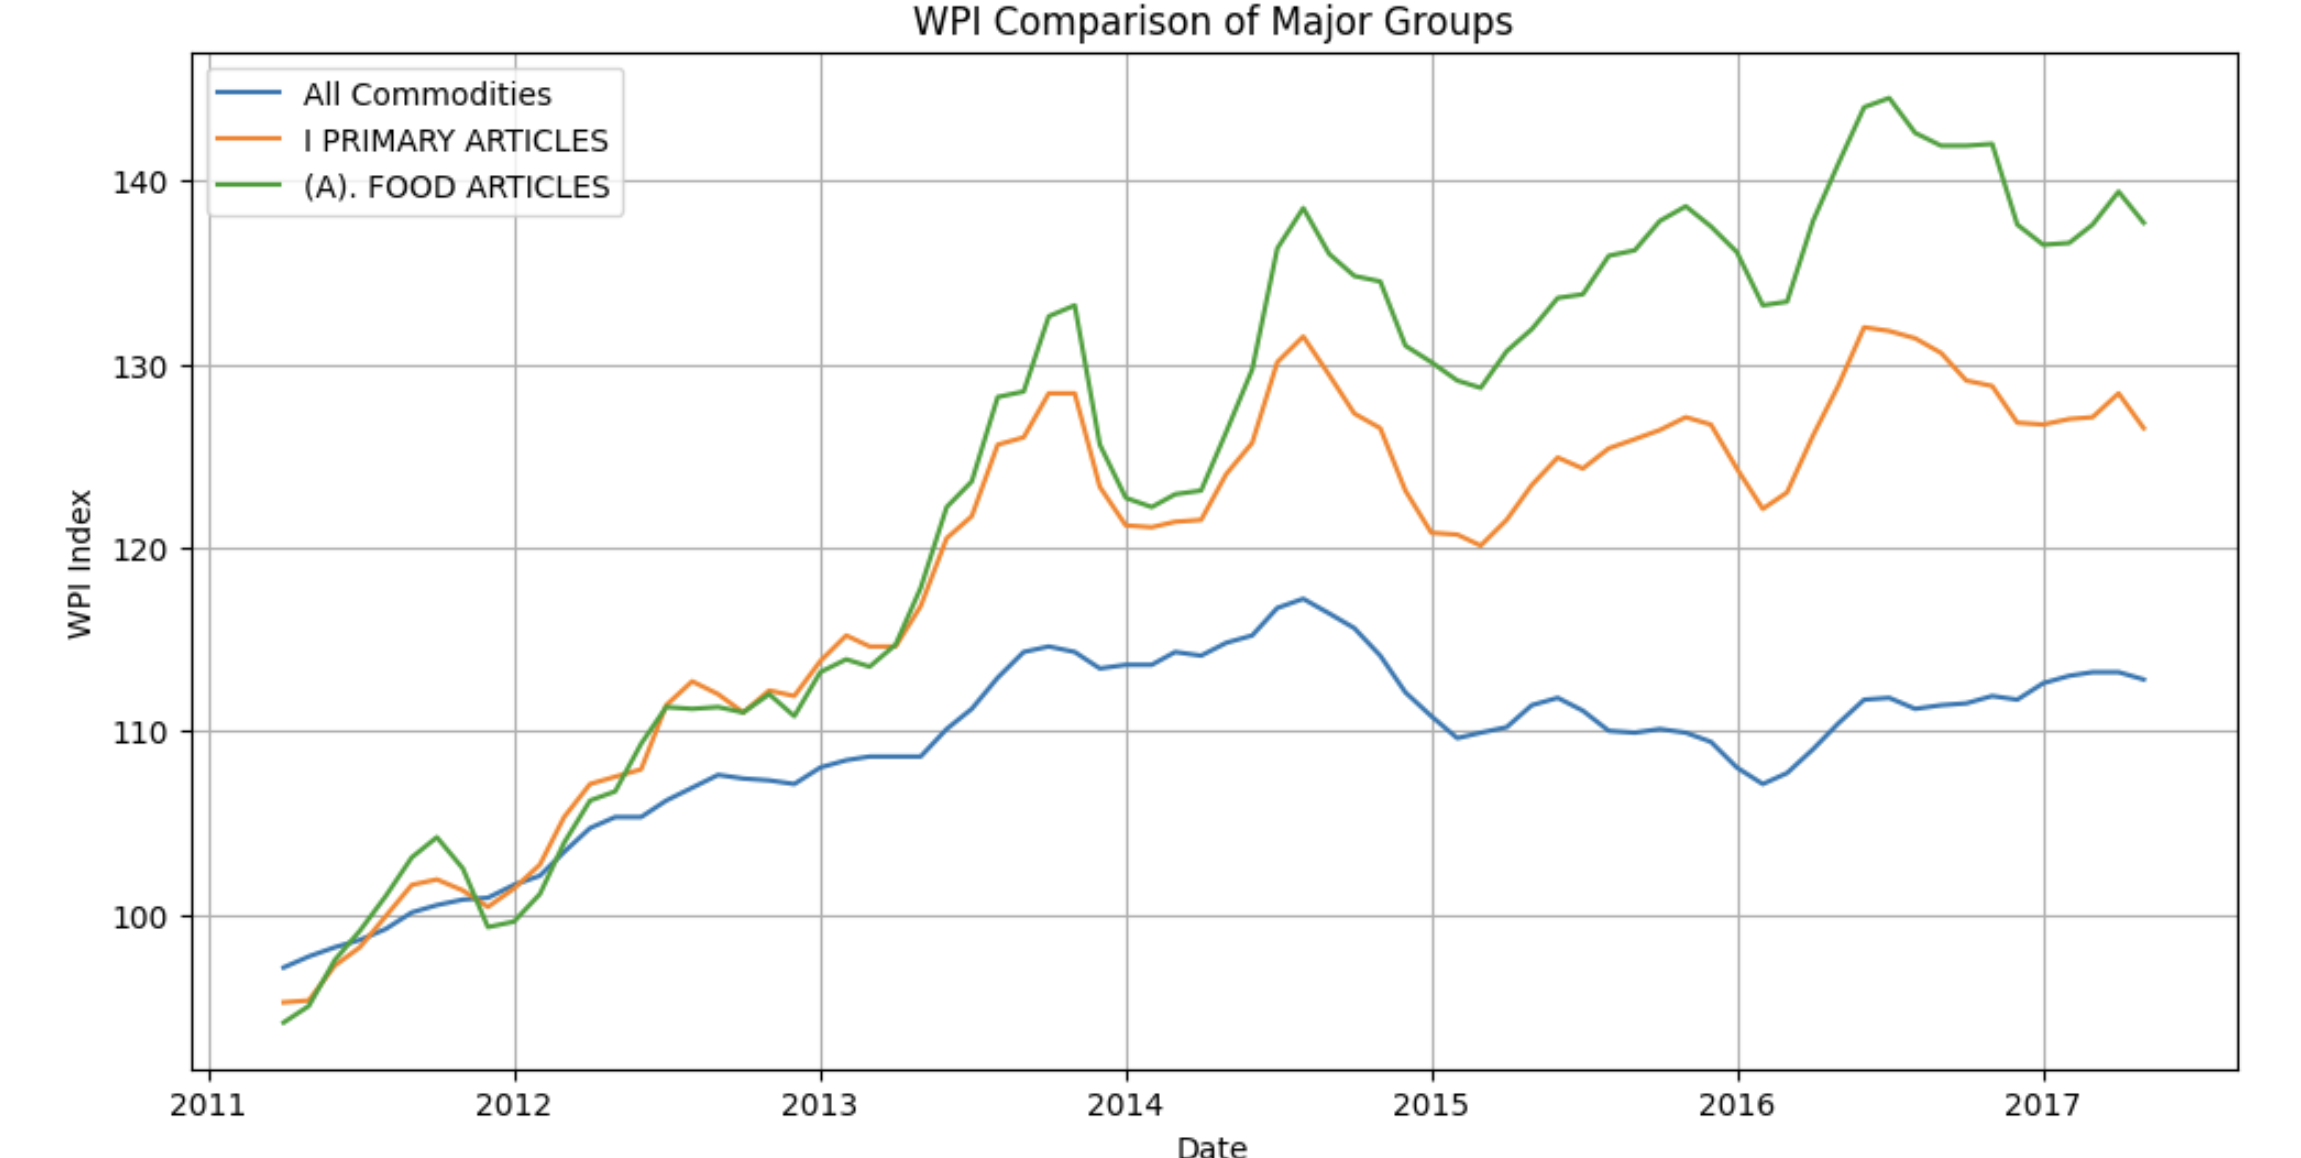 WPI Comparison of Major Groups
All Commodities
I PRIMARY ARTICLES
(A). FOOD ARTICLES
140
130
120
110
100
WPI Index
2011 2012 2013 2014 2015 2016 2017
Date